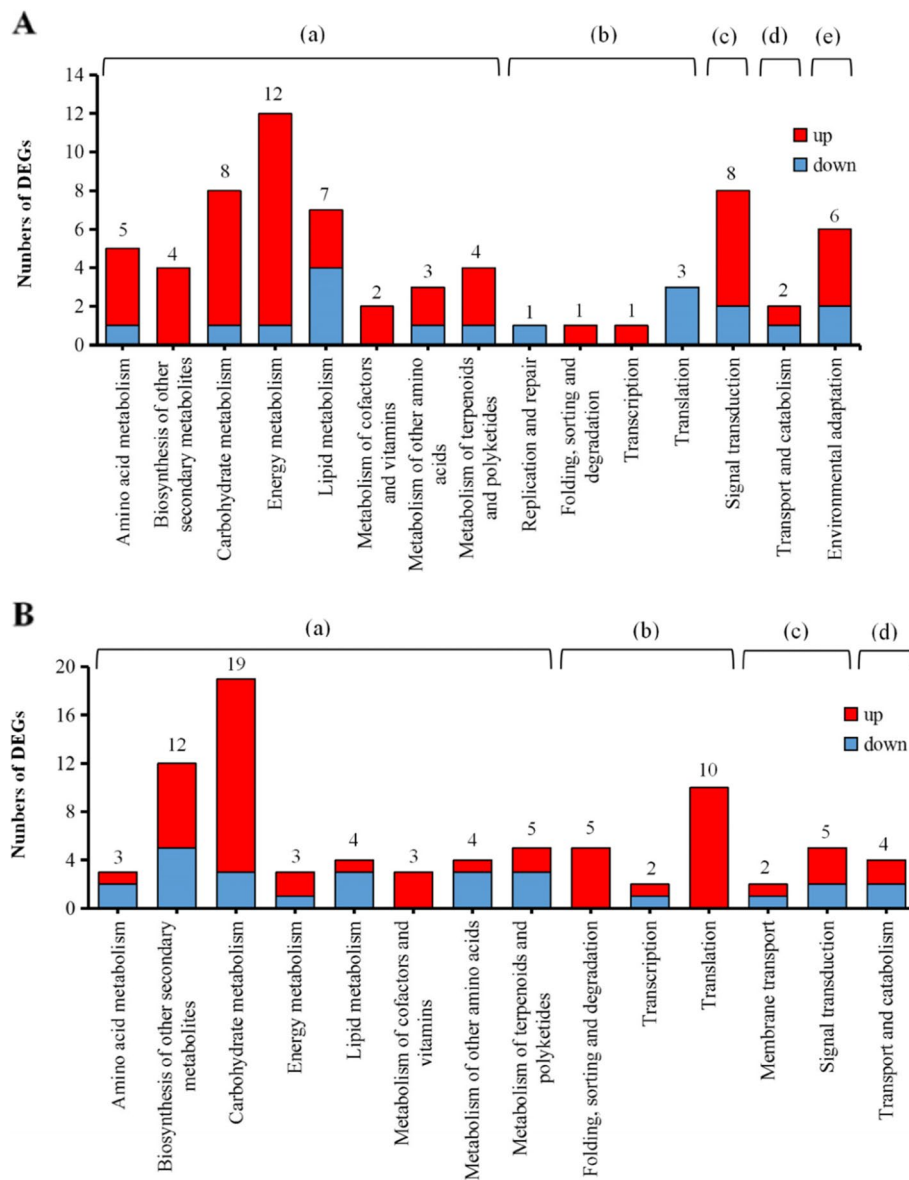 A
(a)
(b)
(c)
(d)
(e)
Nunbers of DEGs
14
12
10
8
6
4
2
0
5
4
8
12
7
2
3
4
1
1
1
3
8
2
6
up
down
Amino acid metabolism
Biosynthesis of other
secondary metabolites
Carbohydrate metabolism
Energy metabolism
Lipid metabolism
Metabolism of cofactors
and vitamins
Metabolism of other amino
acids
Metabolism of terpenoids
and polyketides
Replication and repair
Folding, sorting and
degradation
Transcription
Translation
Signal transduction
Transport and catabolism
Environmental adaptation
B
(a)
(b)
(c)
(d)
Nunbers of DEGs
20
16
12
8
4
0
3
12
19
3
4
3
4
5
5
2
10
2
5
4
up
down
Amino acid metabolism
Biosynthesis of other secondary
metabolites
Carbohydrate metabolism
Energy metabolism
Lipid metabolism
Metabolism of cofactors and
vitamins
Metabolism of other amino acids
Metabolism of terpenoids and
polyketides
Folding, sorting and degradation
Transcription
Translation
Membrane transport
Signal transduction
Transport and catabolism